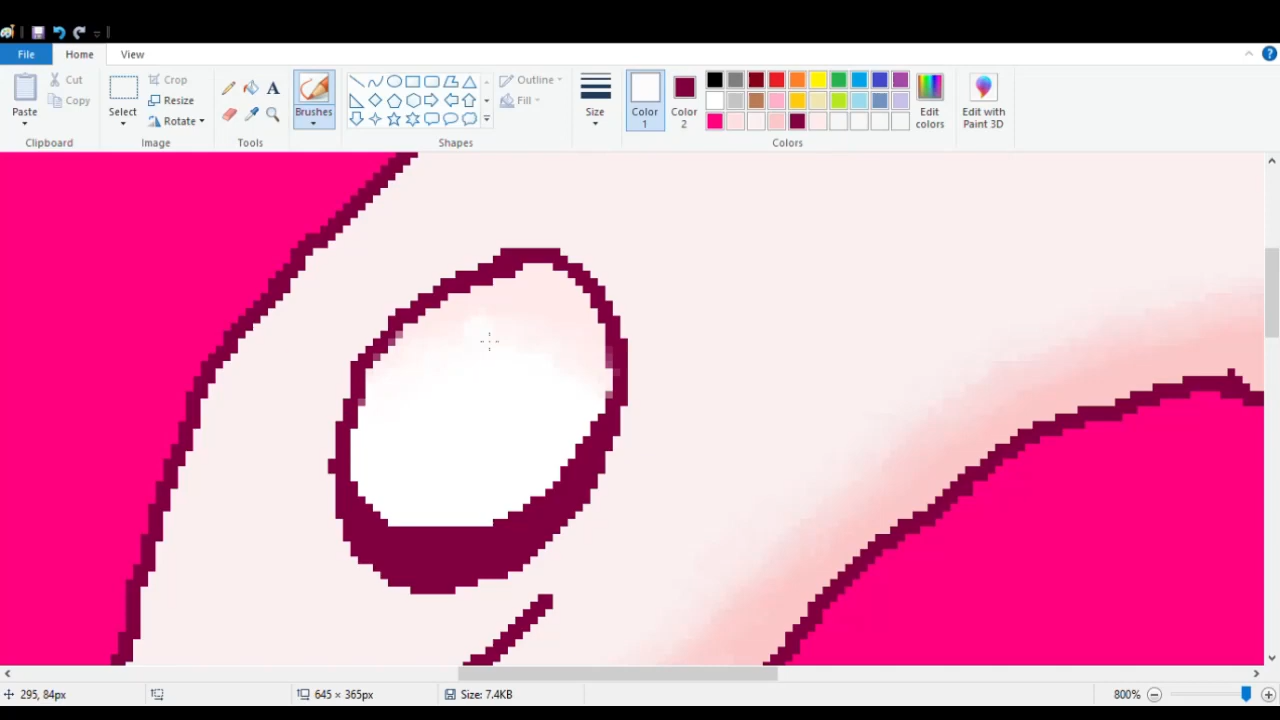 File Home View
Paste
Cut
Copy
Clipboard
Select
Crop
Resize
Rotate
Image
A
Tools
Brushes
Outline
Fill
Shapes
Size
Color
1
Color
2
Edit
colors
Colors
Edit with
Paint 3D
295, 84px
645 × 365px
Size: 7.4KB
800%